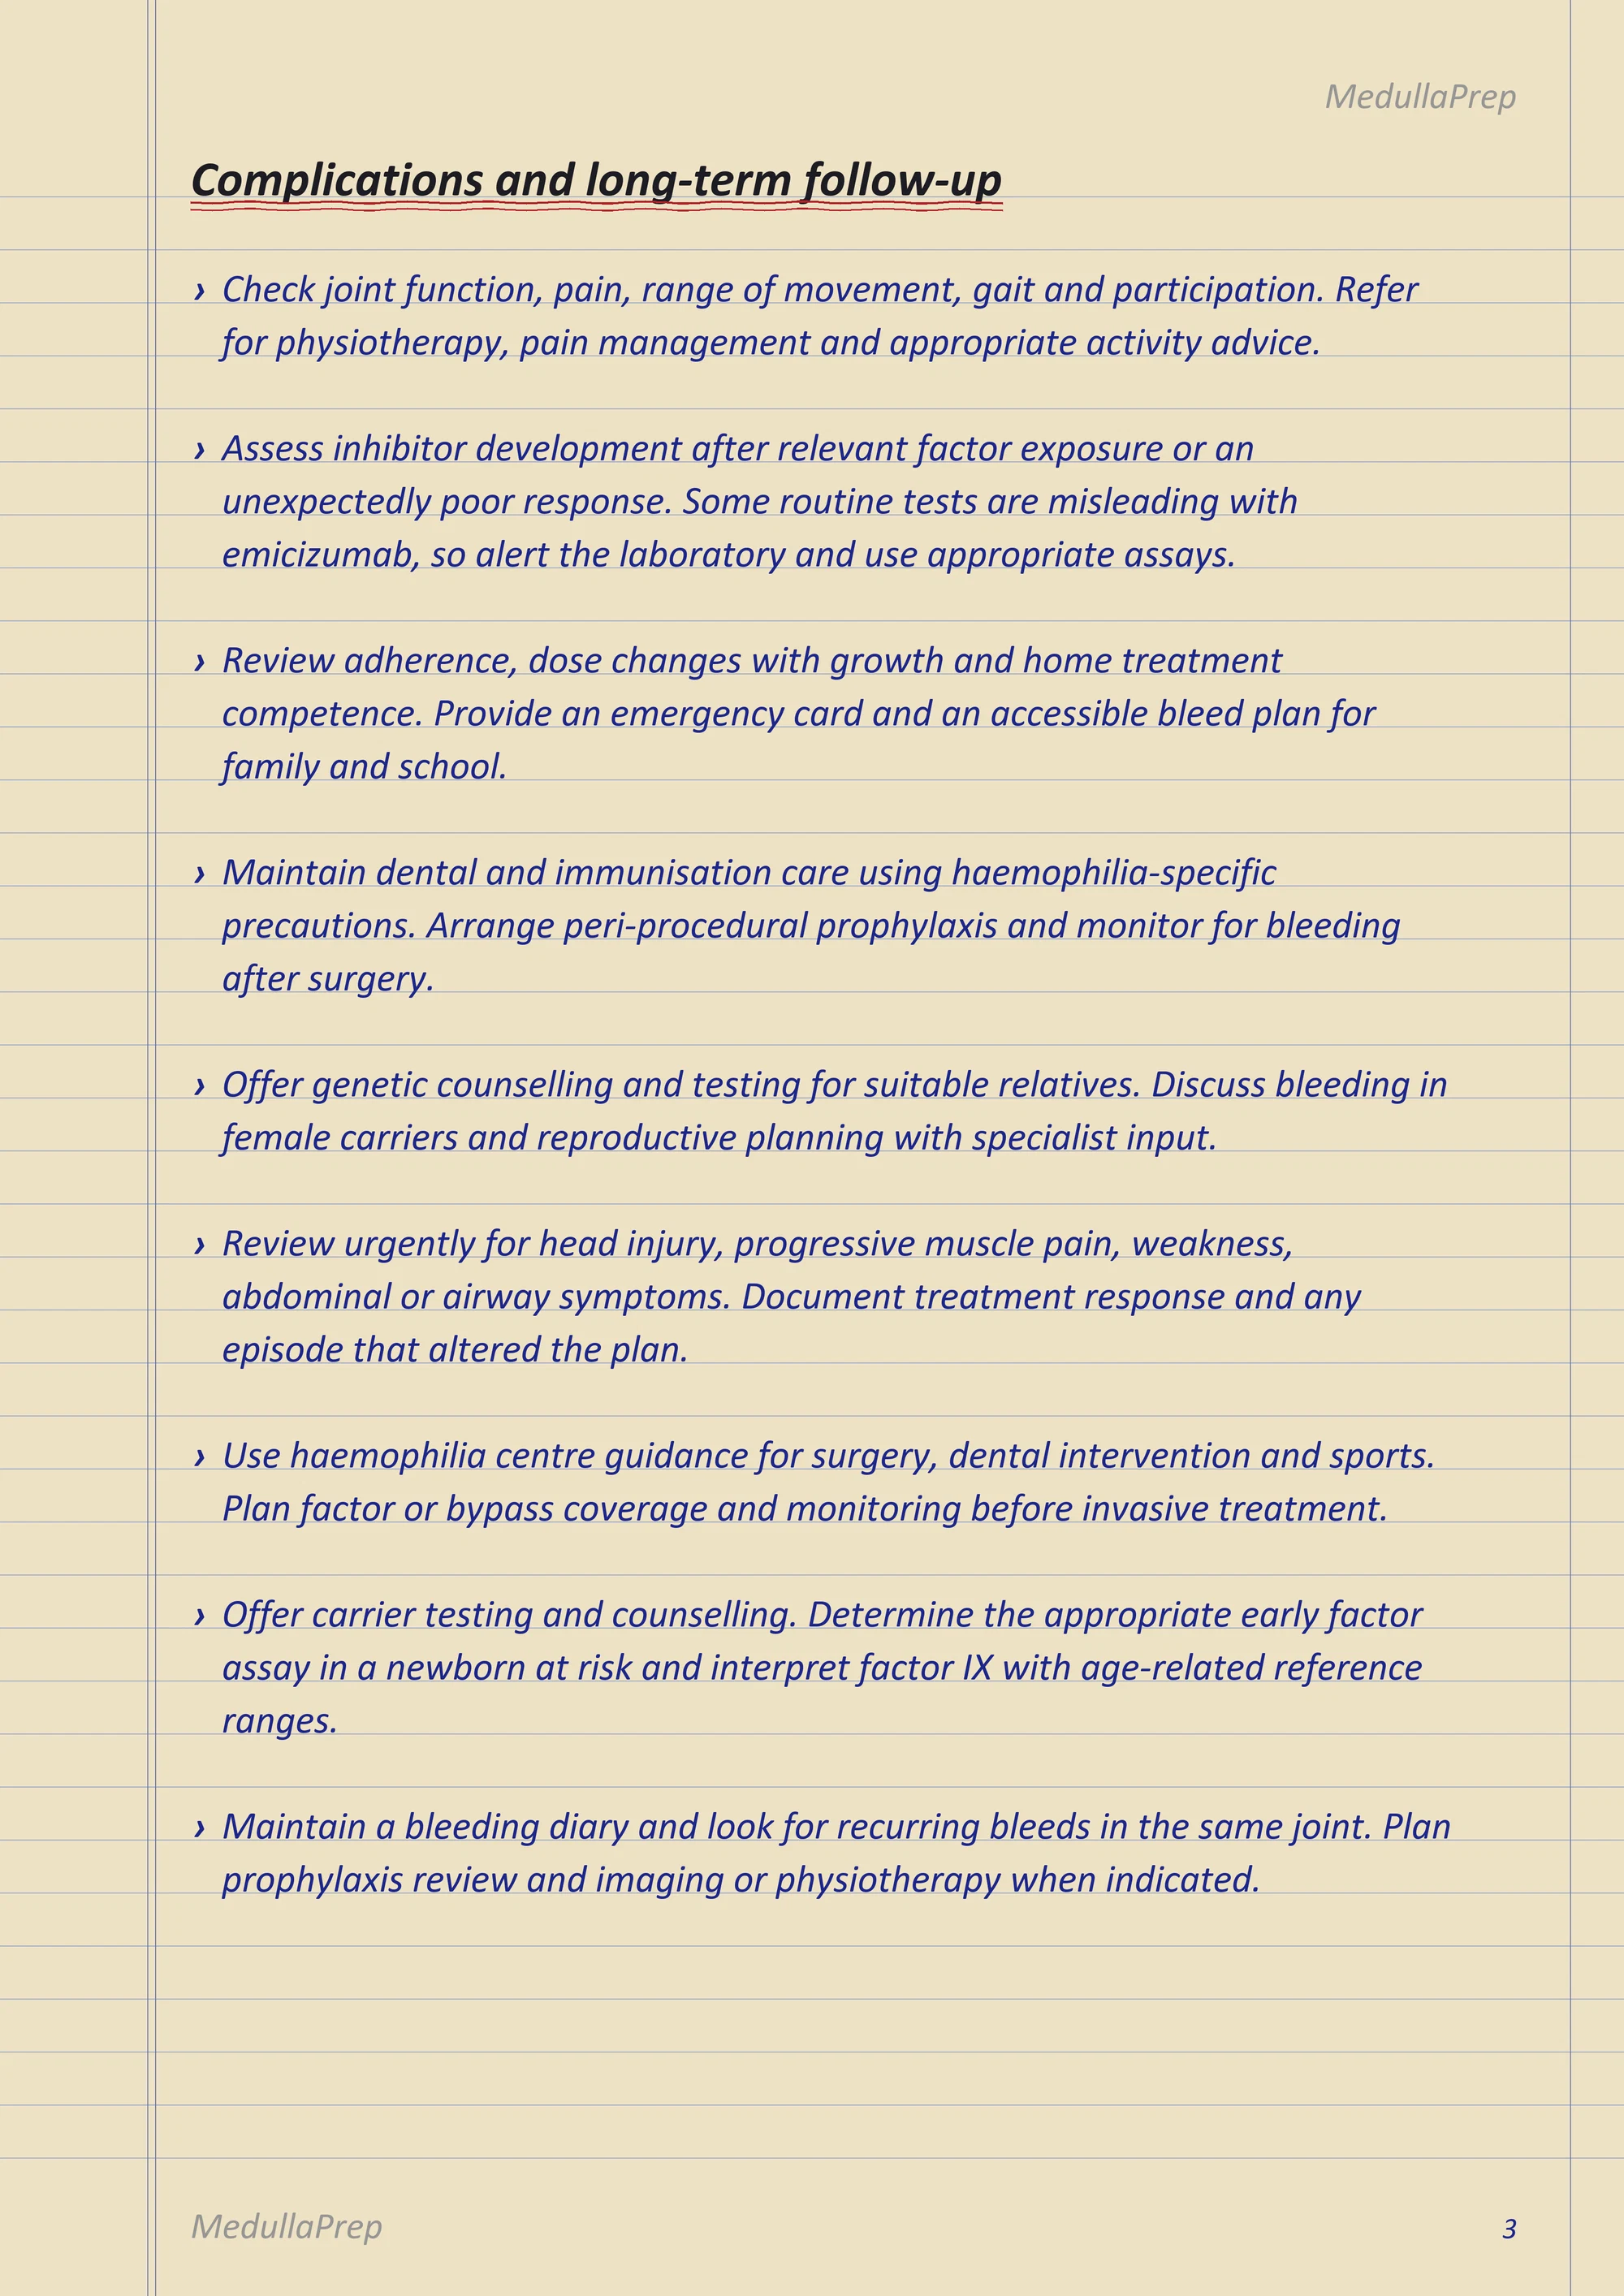 MedullaPrep
Complications and long-term follow-up
› Check joint function, pain, range of movement, gait and participation. Refer
for physiotherapy, pain management and appropriate activity advice.
› Assess inhibitor development after relevant factor exposure or an
unexpectedly poor response. Some routine tests are misleading with
emicizumab, so alert the laboratory and use appropriate assays.
› Review adherence, dose changes with growth and home treatment
competence. Provide an emergency card and an accessible bleed plan for
family and school.
› Maintain dental and immunisation care using haemophilia-specific
precautions. Arrange peri-procedural prophylaxis and monitor for bleeding
after surgery.
› Offer genetic counselling and testing for suitable relatives. Discuss bleeding in
female carriers and reproductive planning with specialist input.
› Review urgently for head injury, progressive muscle pain, weakness,
abdominal or airway symptoms. Document treatment response and any
episode that altered the plan.
› Use haemophilia centre guidance for surgery, dental intervention and sports.
Plan factor or bypass coverage and monitoring before invasive treatment.
› Offer carrier testing and counselling. Determine the appropriate early factor
assay in a newborn at risk and interpret factor IX with age-related reference
ranges.
› Maintain a bleeding diary and look for recurring bleeds in the same joint. Plan
prophylaxis review and imaging or physiotherapy when indicated.
MedullaPrep
3